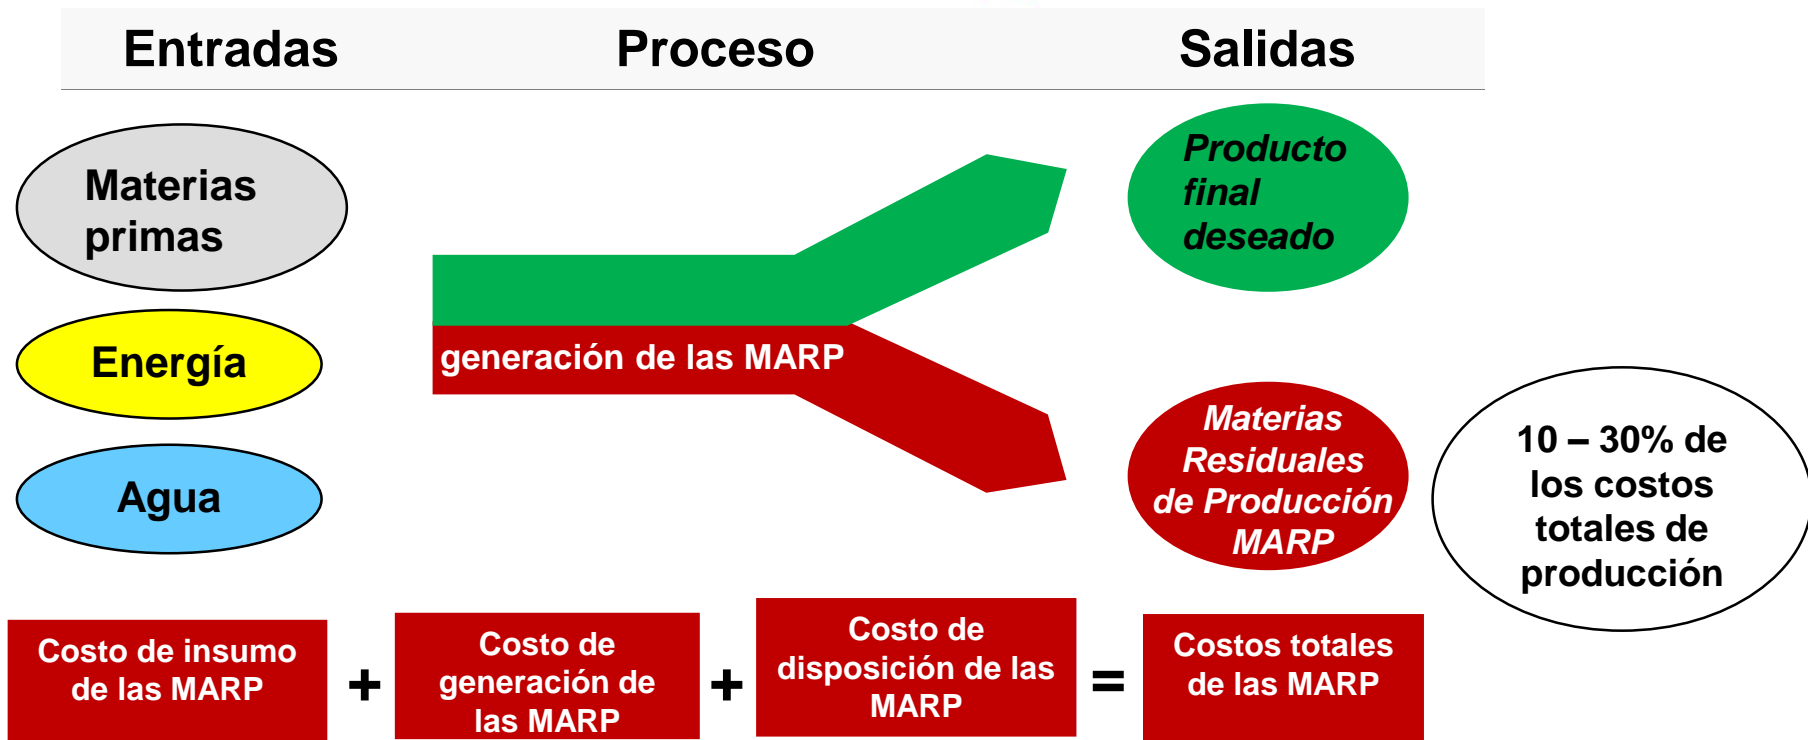 Entradas
Proceso
Salidas
Materias
primas
Energía
Agua
generación de las MARP
Producto
final
deseado
Materias
Residuales
de Producción
MARP
10 – 30% de
los costos
totales de
producción
Costo de insumo
de las MARP
+
Costo de
generación de
las MARP
+
Costo de
disposición de las
MARP
=
Costos totales
de las MARP